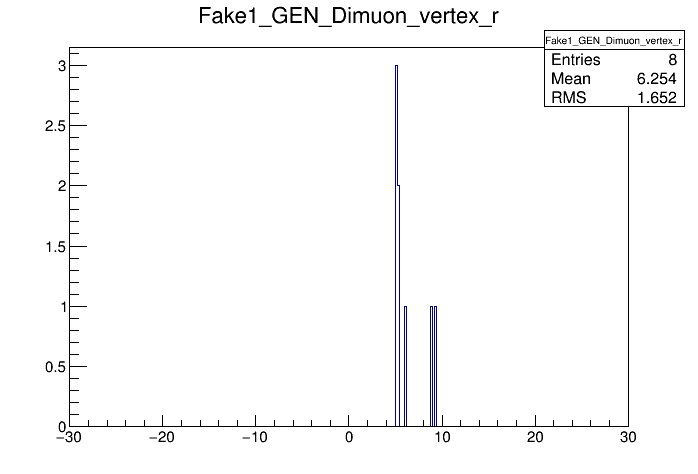 Fake1_GEN_Dimuon_vertex_r
Fake1_GEN_Dimuon_vertex_r
Entries 8
Mean 6.254
RMS 1.652
3
2.5
2
1.5
1
0.5
0
−30 −20 −10 0 10 20 30